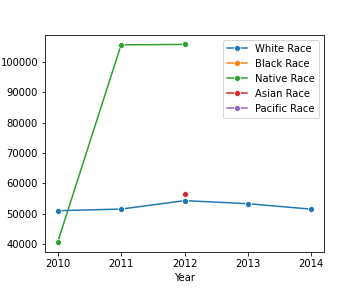 White Race
Black Race
Native Race
Asian Race
Pacific Race
100000
90000
80000
70000
60000
50000
40000
2010 2011 2012 2013 2014
Year